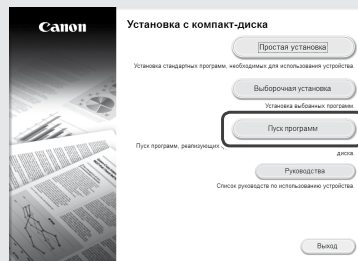 Canon
Установка с компакт-диска
Простая установка
Установка стандартных программ, необходимых для использования устройства.
Выборочная установка
Установка выбранных программ.
Пуск программ
Пуск программ, реализующих
диска.
Руководства
Список руководств по использованию устройства.
Выход